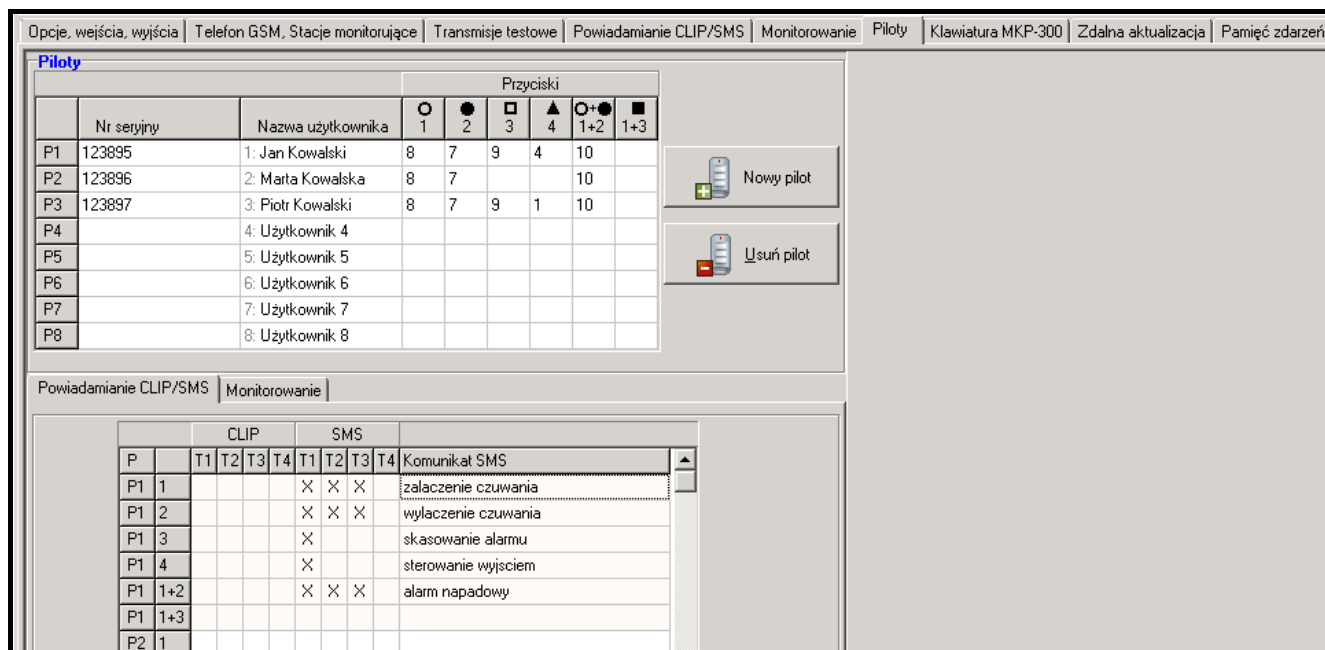 Opcje, wejścia, wyjścia Telefon GSM, Stacje monitorujące Transmisje testowe Powiadamianie CLIP/SMS Monitorowanie Piloty Klawiatura MKP-300 Zdalna aktualizacja Pamięć zdarzeń
Piloty
Przyciski
Nr seryjny Nazwa użytkownika 1 2 3 4 1+2 1+3
P1 123895 1: Jan Kowalski 8 7 9 4 10
P2 123896 2: Marta Kowalska 8 7 10
P3 123897 3: Piotr Kowalski 8 7 9 1 10
P4 4: Użytkownik 4
P5 5: Użytkownik 5
P6 6: Użytkownik 6
P7 7: Użytkownik 7
P8 8: Użytkownik 8
Nowy pilot
Usuń pilot
Powiadamianie CLIP/SMS Monitorowanie
CLIP SMS
P T1 T2 T3 T4 T1 T2 T3 T4 Komunikat SMS
P1 1 X X X zalaczenie czuwania
P1 2 X X X wylaczenie czuwania
P1 3 X skasowanie alarmu
P1 4 X sterowanie wyjsciem
P1 1+2 X X X alarm napadowy
P1 1+3
P2 1